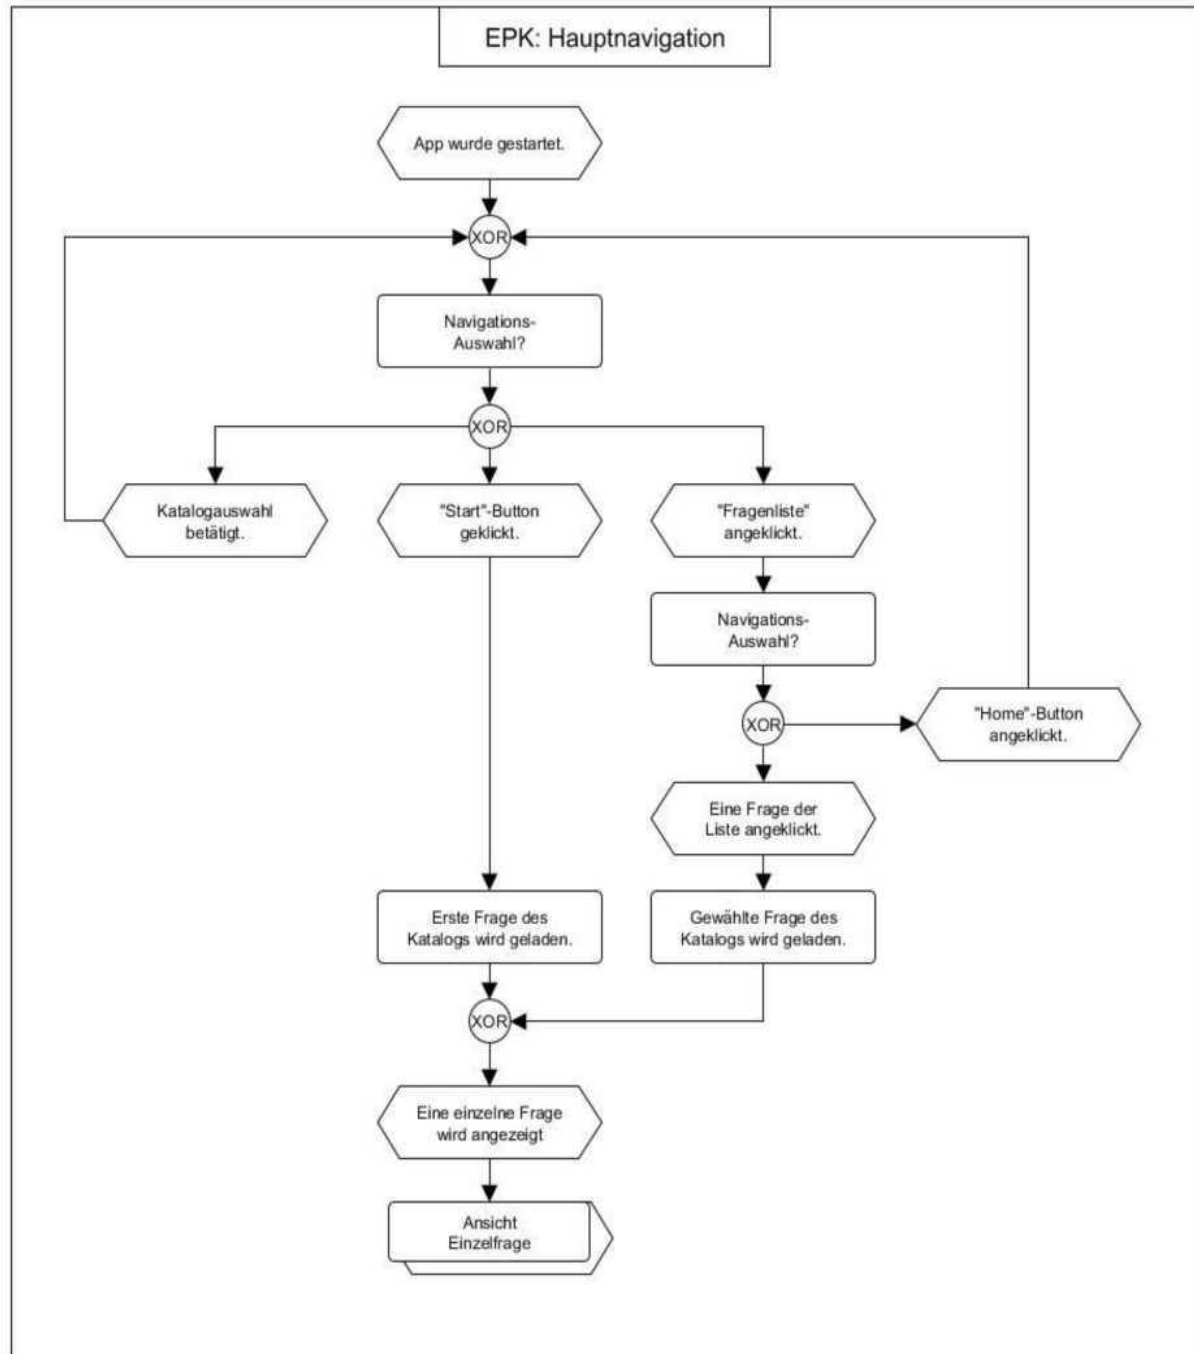 EPK: Hauptnavigation
App wurde gestartet.
XOR
Navigations-
Auswahl?
XOR
Katalogauswahl
betätigt.
"Start"-Button
geklickt.
"Fragenliste"
angeklickt.
Navigations-
Auswahl?
XOR
"Home"-Button
angeklickt.
Eine Frage der
Liste angeklickt.
Erste Frage des
Katalogs wird geladen.
Gewählte Frage des
Katalogs wird geladen.
XOR
Eine einzelne Frage
wird angezeigt
Ansicht
Einzelfrage